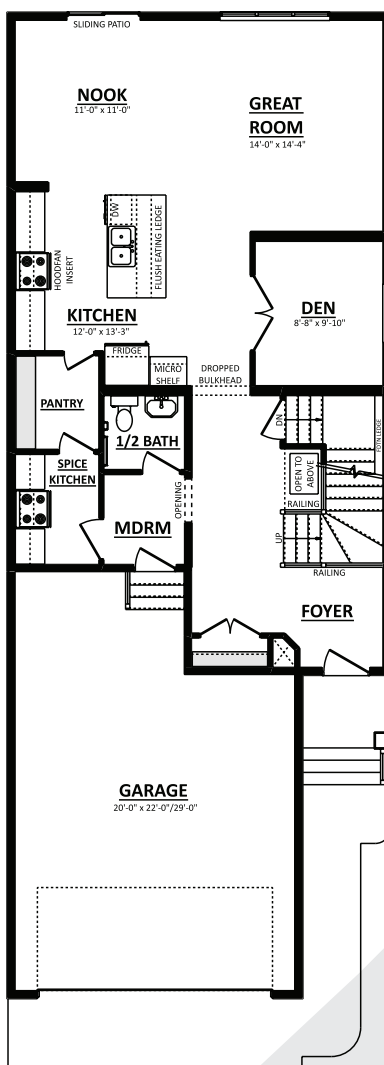 SLIDING PATIO
NOOK
11'-0" x 11'-0"
GREAT
ROOM
14'-0" x 14'-4"
DW
FLUSH EATING LEDGE
HOODFAN
INSERT
KITCHEN
12'-0" x 13'-3"
DEN
8'-8" x 9'-10"
FRIDGE
MICRO
SHELF
DROPPED
BULKHEAD
PANTRY
1/2 BATH
DN
OPEN TO
ABOVE
RAILING
SPICE
KITCHEN
OPENING
MDRM
UP
RAILING
FOYER
GARAGE
20'-0" x 22'-0"/29'-0"